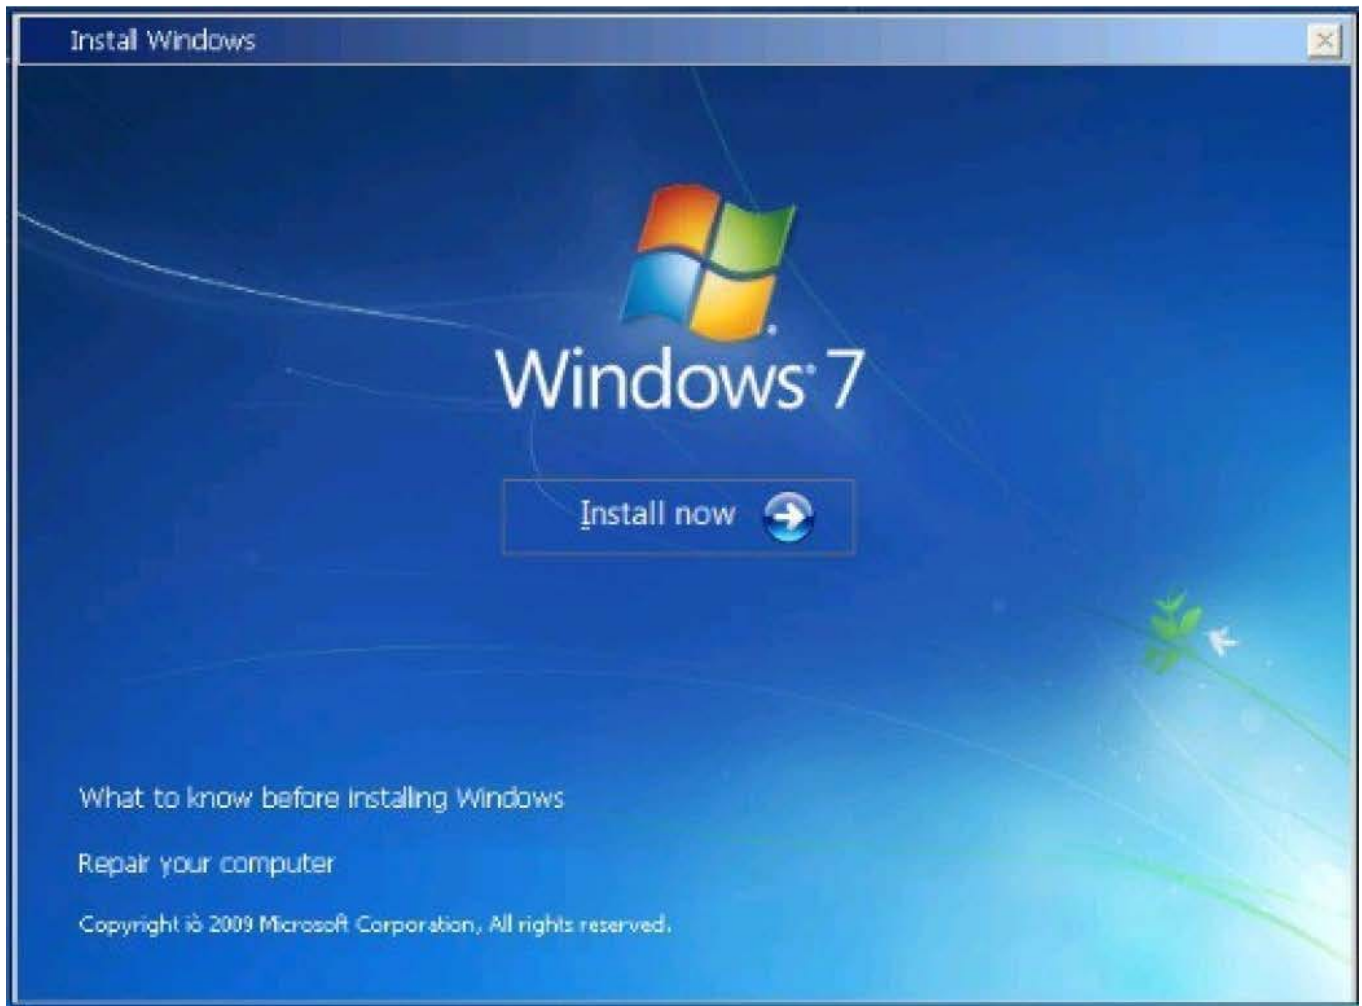 Install Windows
Windows® 7
Install now
What to know before installing Windows
Repair your computer
Copyright iò 2009 Microsoft Corporation, All rights reserved.